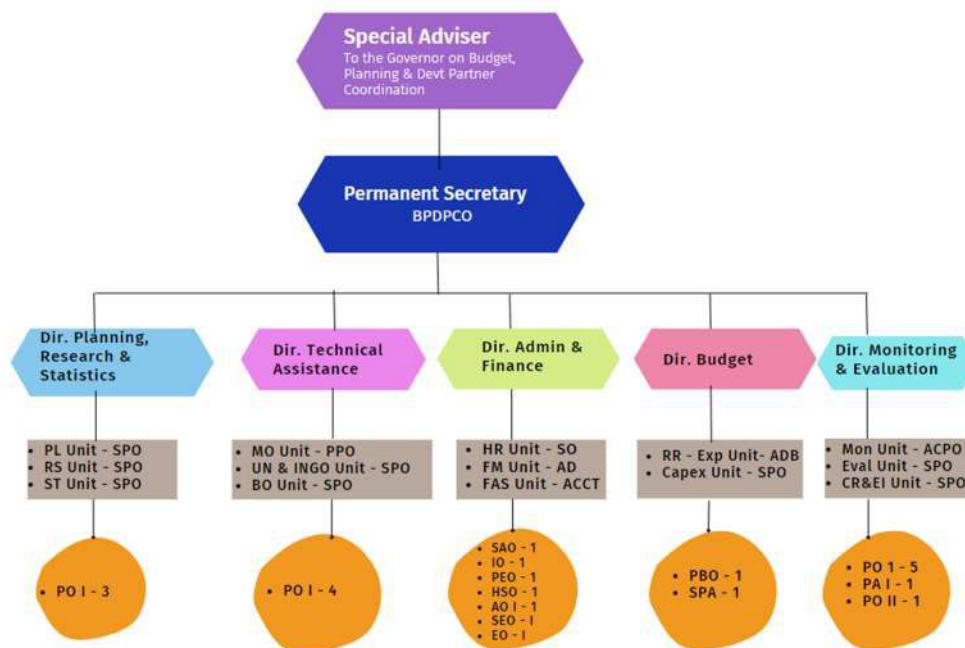 Special Adviser
To the Governor on Budget,
Planning & Devt Partner
Coordination
Permanent Secretary
BPDPCO
Dir. Planning,
Research &
Statistics
Dir. Technical
Assistance
Dir. Admin &
Finance
Dir. Budget
Dir. Monitoring
& Evaluation
• PL Unit - SPO
• RS Unit - SPO
• ST Unit - SPO
• MO Unit - PPO
• UN & INGO Unit - SPO
• BO Unit - SPO
• HR Unit - SO
• FM Unit - AD
• FAS Unit - ACCT
• RR - Exp Unit- ADB
• Capex Unit - SPO
• Mon Unit - ACPO
• Eval Unit - SPO
• CR&EI Unit - SPO
• PO I - 3
• PO I - 4
• SAO - 1
• IO - 1
• PEO - 1
• HSO - 1
• AO I - 1
• SEO - I
• EO - I
• PBO - 1
• SPA - 1
• PO 1 - 5
• PA I - 1
• PO II - 1